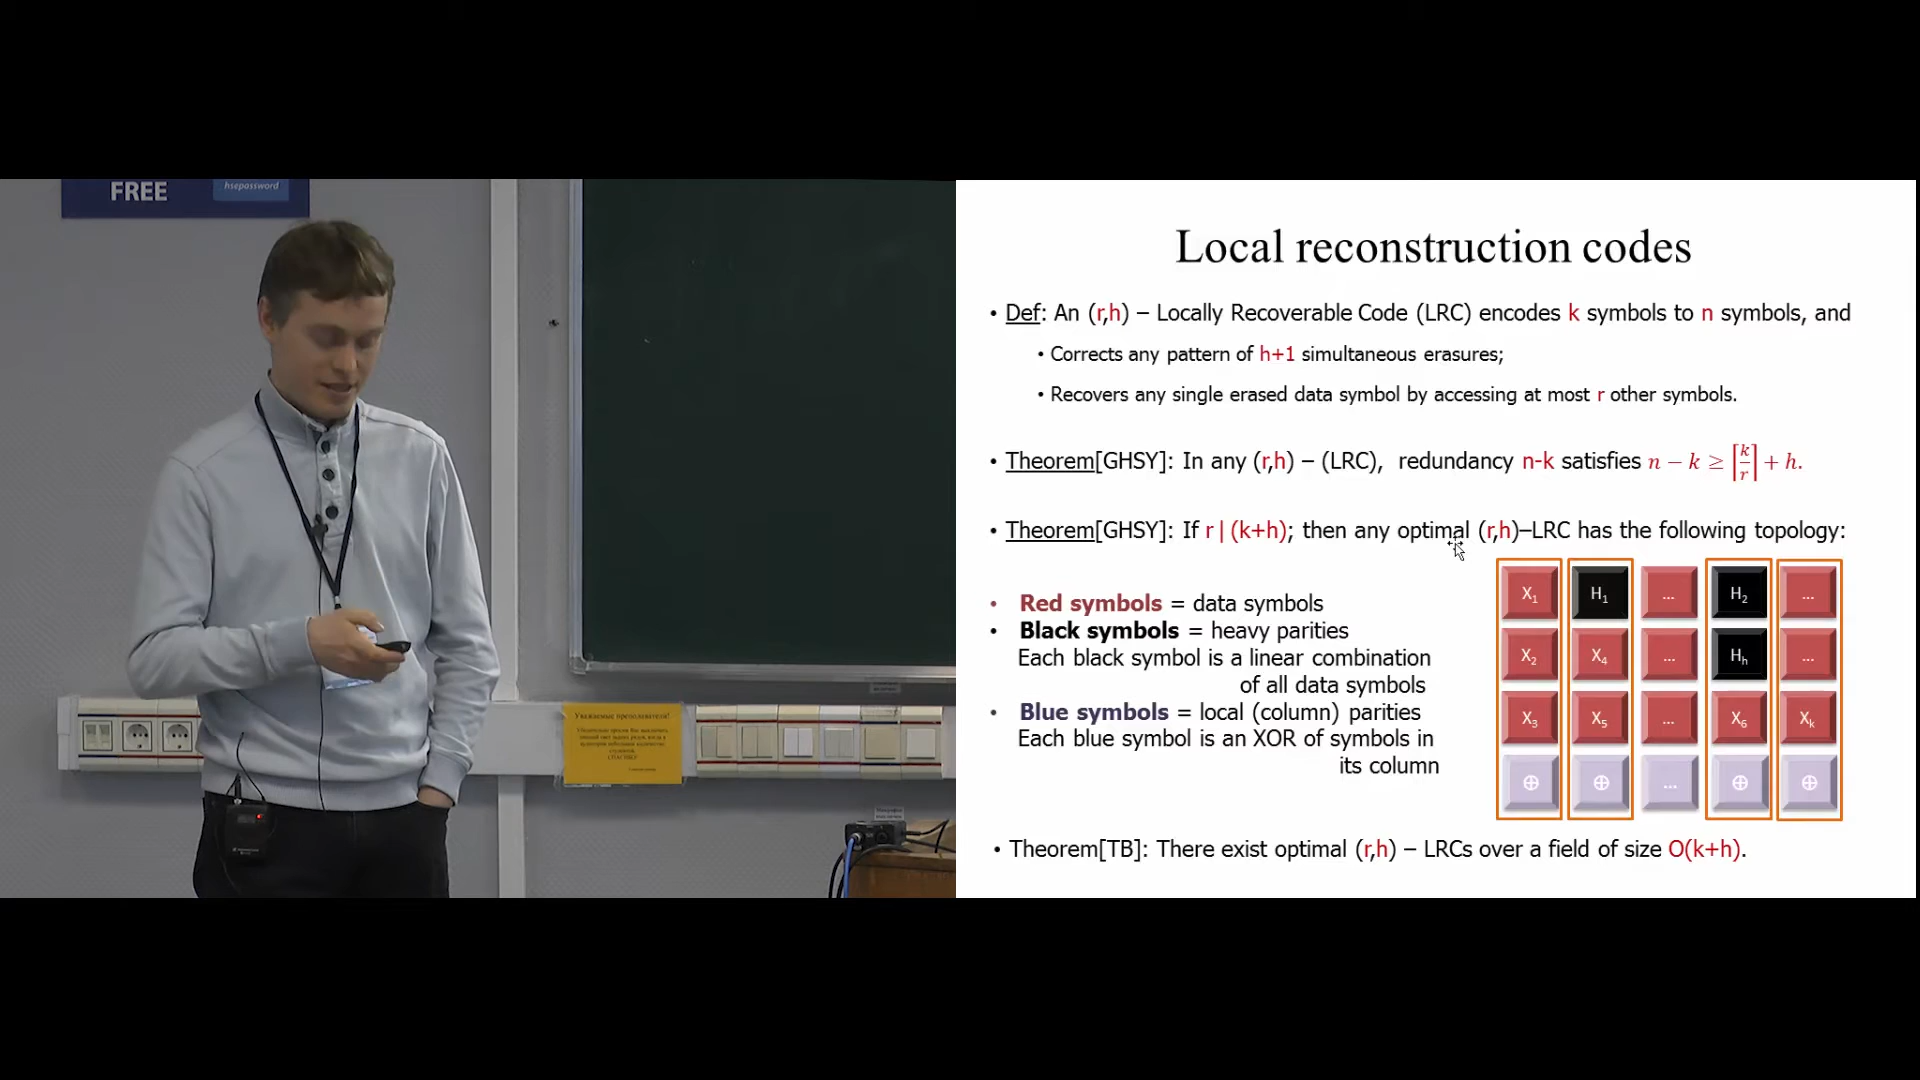 FREE
hsepassword
Уважаемые преподаватели!
Local reconstruction codes
• Def: An (r,h) – Locally Recoverable Code (LRC) encodes k symbols to n symbols, and
• Corrects any pattern of h+1 simultaneous erasures;
• Recovers any single erased data symbol by accessing at most r other symbols.
• Theorem[GHSY]: In any (r,h) – (LRC), redundancy n-k satisfies n − k ≥ ⌈k/r⌉ + h.
• Theorem[GHSY]: If r | (k+h); then any optimal (r,h)–LRC has the following topology:
• Red symbols = data symbols
• Black symbols = heavy parities
Each black symbol is a linear combination
of all data symbols
• Blue symbols = local (column) parities
Each blue symbol is an XOR of symbols in
its column
X₁ H₁ ... H₂ ...
X₂ X₄ ... Hₕ ...
X₃ X₅ ... X₆ Xₖ
⊕ ⊕ ... ⊕ ⊕
• Theorem[TB]: There exist optimal (r,h) – LRCs over a field of size O(k+h).